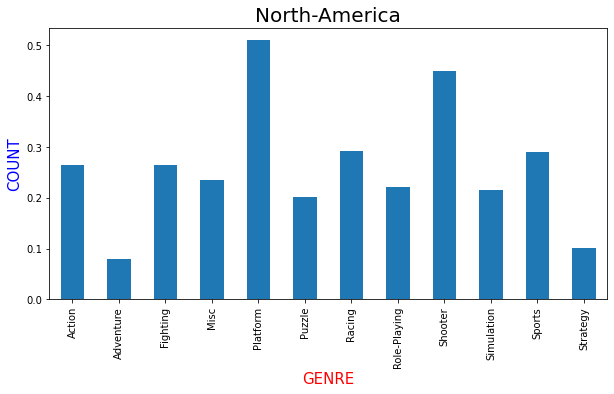 North-America
COUNT
0.5
0.4
0.3
0.2
0.1
0.0
Action
Adventure
Fighting
Misc
Platform
Puzzle
Racing
Role-Playing
Shooter
Simulation
Sports
Strategy
GENRE